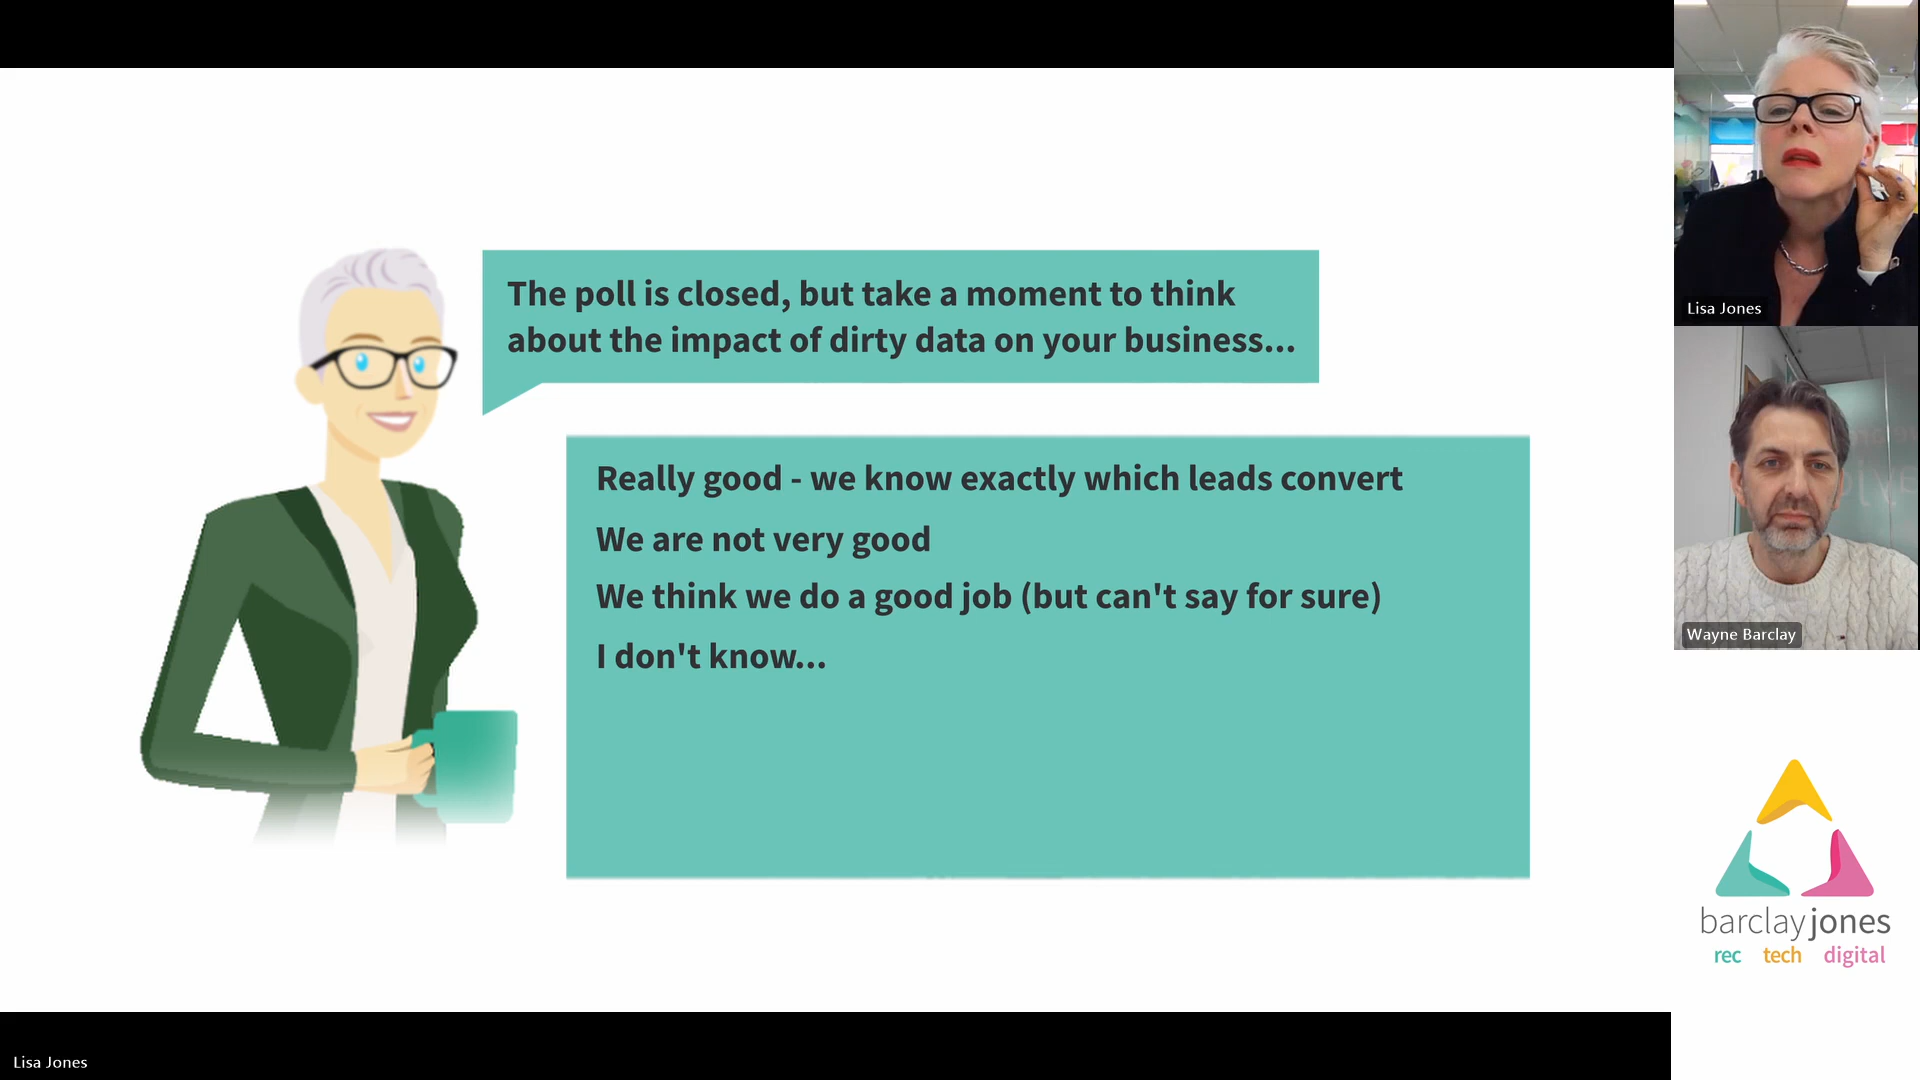 The poll is closed, but take a moment to think
about the impact of dirty data on your business...
Really good - we know exactly which leads convert
We are not very good
We think we do a good job (but can't say for sure)
I don't know...
Lisa Jones
Wayne Barclay
barclayjones
rec tech digital
Lisa Jones